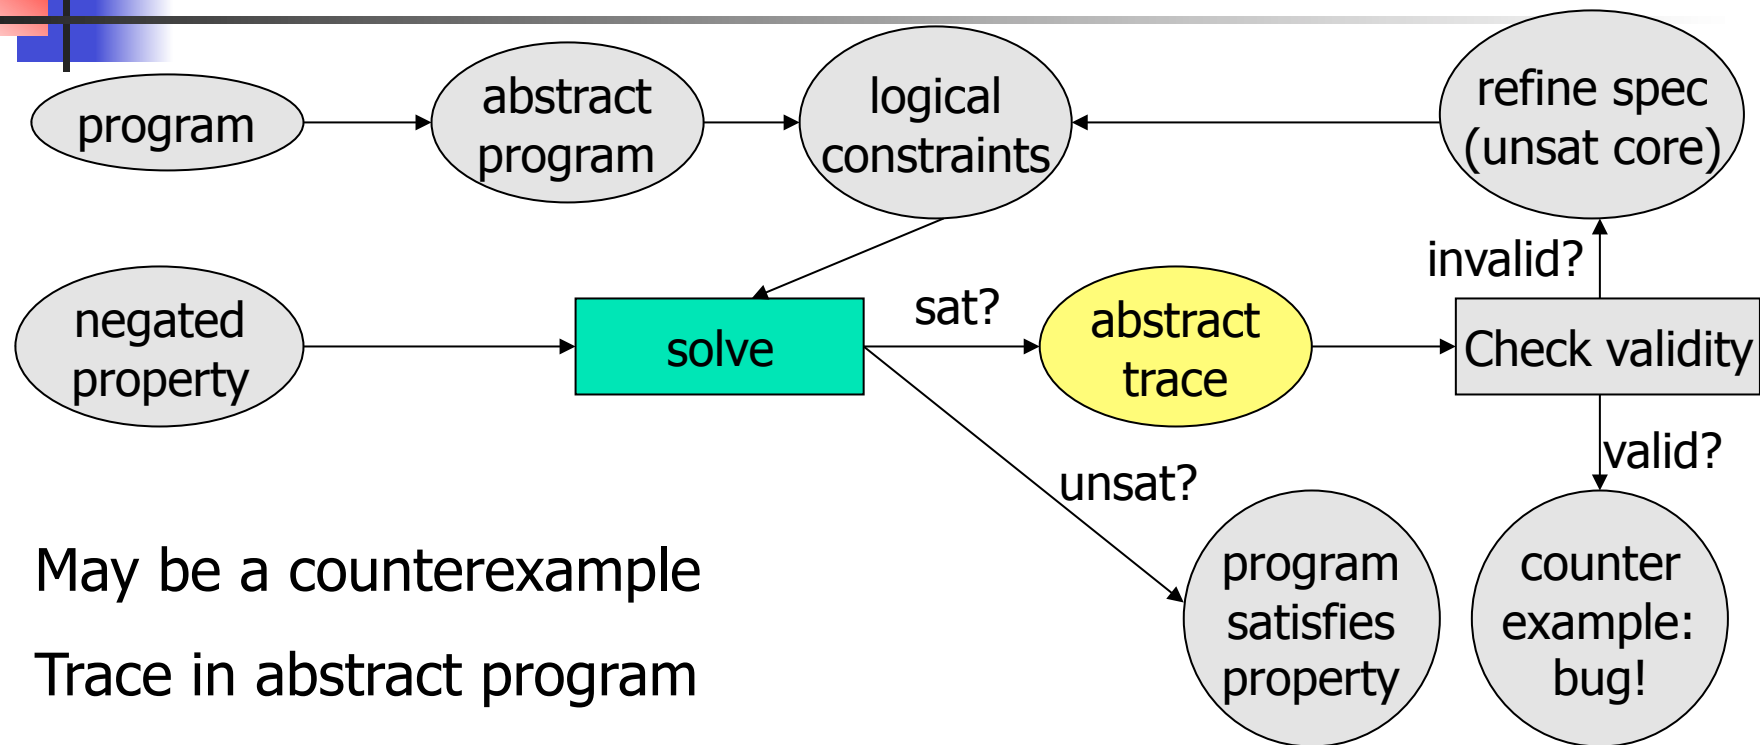 program
abstract
program
logical
constraints
refine spec
(unsat core)
invalid?
negated
property
solve
sat?
abstract
trace
Check validity
valid?
unsat?
program
satisfies
property
counter
example:
bug!
May be a counterexample
Trace in abstract program